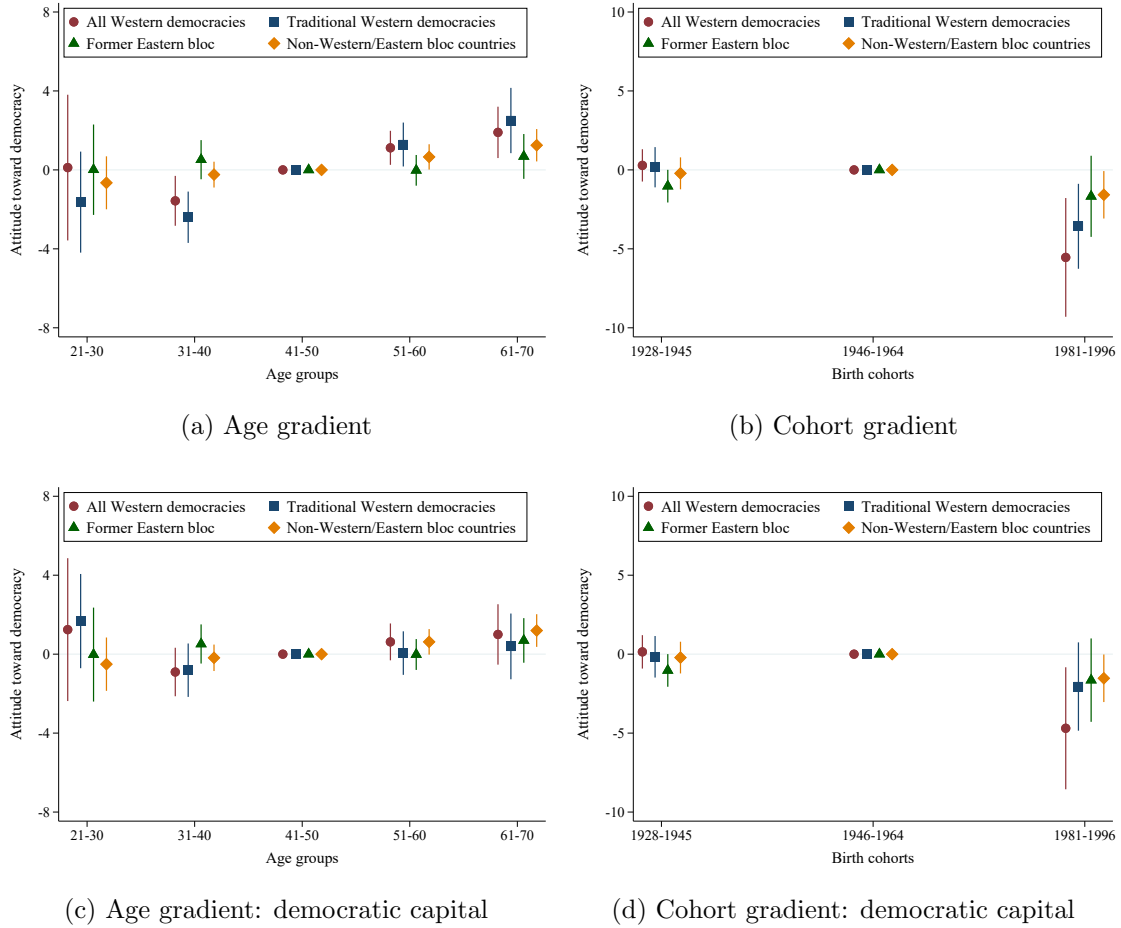 All Western democracies
Traditional Western democracies
Former Eastern bloc
Non-Western/Eastern bloc countries
8
4
0
-4
-8
Attitude toward democracy
21-30
31-40
41-50
51-60
61-70
Age groups
(a) Age gradient
All Western democracies
Traditional Western democracies
Former Eastern bloc
Non-Western/Eastern bloc countries
10
5
0
-5
-10
Attitude toward democracy
1928-1945
1946-1964
1981-1996
Birth cohorts
(b) Cohort gradient
All Western democracies
Traditional Western democracies
Former Eastern bloc
Non-Western/Eastern bloc countries
8
4
0
-4
-8
Attitude toward democracy
21-30
31-40
41-50
51-60
61-70
Age groups
(c) Age gradient: democratic capital
All Western democracies
Traditional Western democracies
Former Eastern bloc
Non-Western/Eastern bloc countries
10
5
0
-5
-10
Attitude toward democracy
1928-1945
1946-1964
1981-1996
Birth cohorts
(d) Cohort gradient: democratic capital